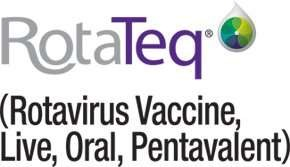 RotaTeq®
(Rotavirus Vaccine,
Live, Oral, Pentavalent)